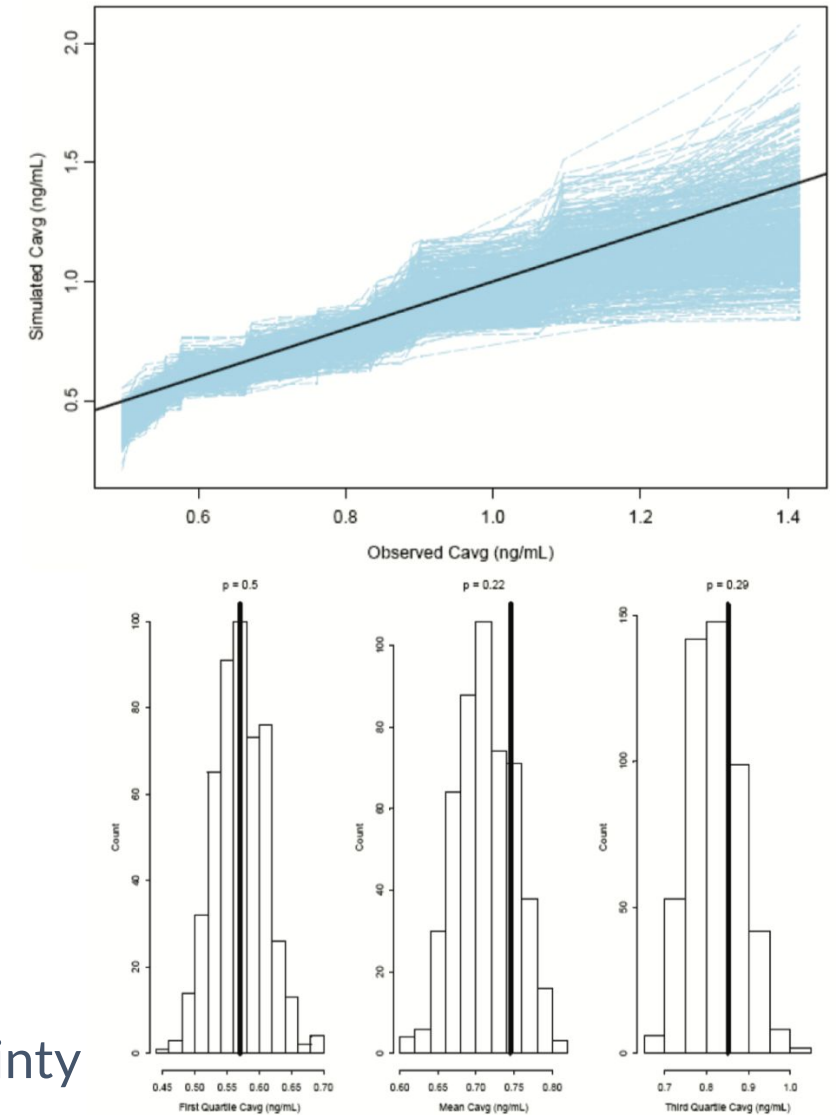 2.0
1.5
1.0
0.5
Simulated Cavg (ng/mL)
0.6 0.8 1.0 1.2 1.4
Observed Cavg (ng/mL)
p = 0.5
100
80
60
40
20
0
Count
0.45 0.50 0.55 0.60 0.65 0.70
First Quartile Cavg (ng/mL)
p = 0.22
100
80
60
40
20
0
Count
0.60 0.65 0.70 0.75 0.80
Mean Cavg (ng/mL)
p = 0.29
150
100
50
0
Count
0.7 0.8 0.9 1.0
Third Quartile Cavg (ng/mL)
inty